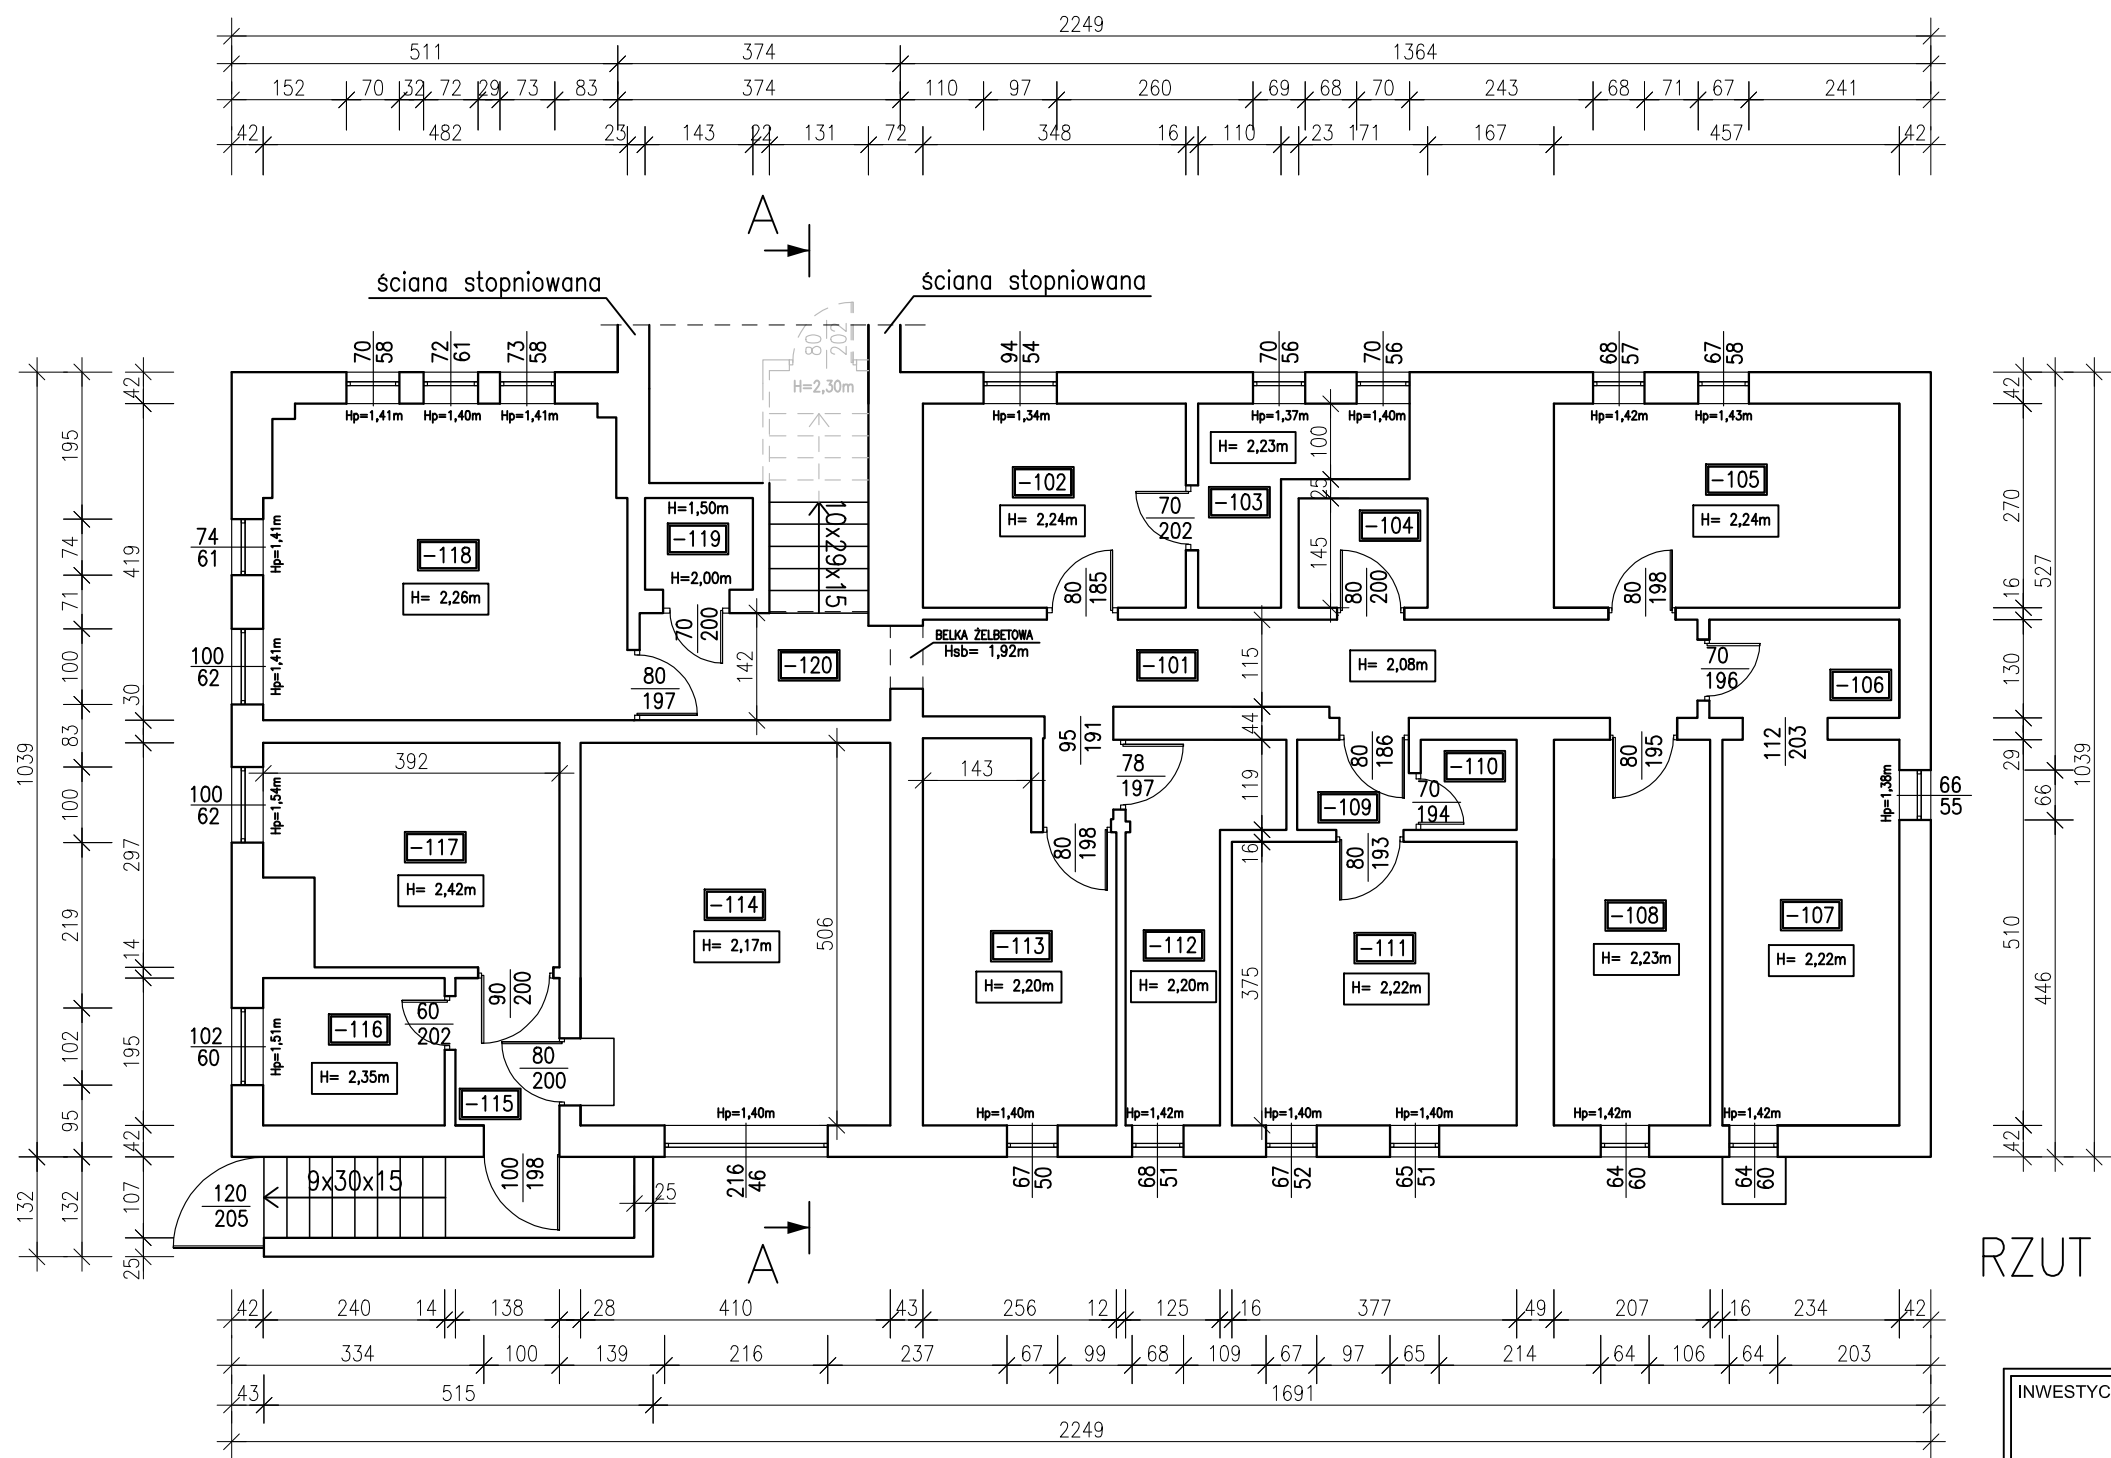 2249
511 374 1364
152 70 32 72 29 73 83 374 110 97 260 69 68 70 243 68 71 67 241
42 482 23 143 22 131 72 348 16 110 23 171 167 457 42
A
ściana stopniowana
ściana stopniowana
70
58
72
61
73
58
94
54
70
56
70
56
68
57
67
58
80
202
H=2,30m
Hp=1,41m
Hp=1,40m
Hp=1,41m
Hp=1,34m
Hp=1,37m
Hp=1,40m
Hp=1,42m
Hp=1,43m
1039
195
74
71
100
83
100
219
102
95
132
132
42
419
30
297
14
195
42
107
25
74
61
Hp=1,41m
100
62
Hp=1,41m
100
62
Hp=1,54m
102
60
Hp=1,51m
-118
H= 2,26m
H=1,50m
-119
H=2,00m
70
200
80
197
142
10x29x15
-120
BELKA ŻELBETOWA
Hsb= 1,92m
-102
H= 2,24m
70
202
80
185
H= 2,23m
-103
100
25
145
-104
80
200
-105
H= 2,24m
80
198
-101
115
H= 2,08m
70
196
-106
112
203
44
95
191
78
197
119
80
186
-110
70
194
-109
80
195
80
193
16
375
143
80
198
392
-117
H= 2,42m
90
200
-116
H= 2,35m
60
202
-115
80
200
100
198
-114
H= 2,17m
506
-113
H= 2,20m
-112
H= 2,20m
-111
H= 2,22m
-108
H= 2,23m
-107
H= 2,22m
Hp=1,38m
66
55
42
270
16
130
29
510
42
527
66
446
1039
Hp=1,40m
Hp=1,40m
Hp=1,42m
Hp=1,40m
Hp=1,40m
Hp=1,42m
Hp=1,42m
216
46
67
50
68
51
67
52
65
51
64
60
64
60
120
205
9x30x15
25
A
RZUT
42 240 14 138 28 410 43 256 12 125 16 377 49 207 16 234 42
334 100 139 216 237 67 99 68 109 67 97 65 214 64 106 64 203
43 515 1691
2249
INWESTYC